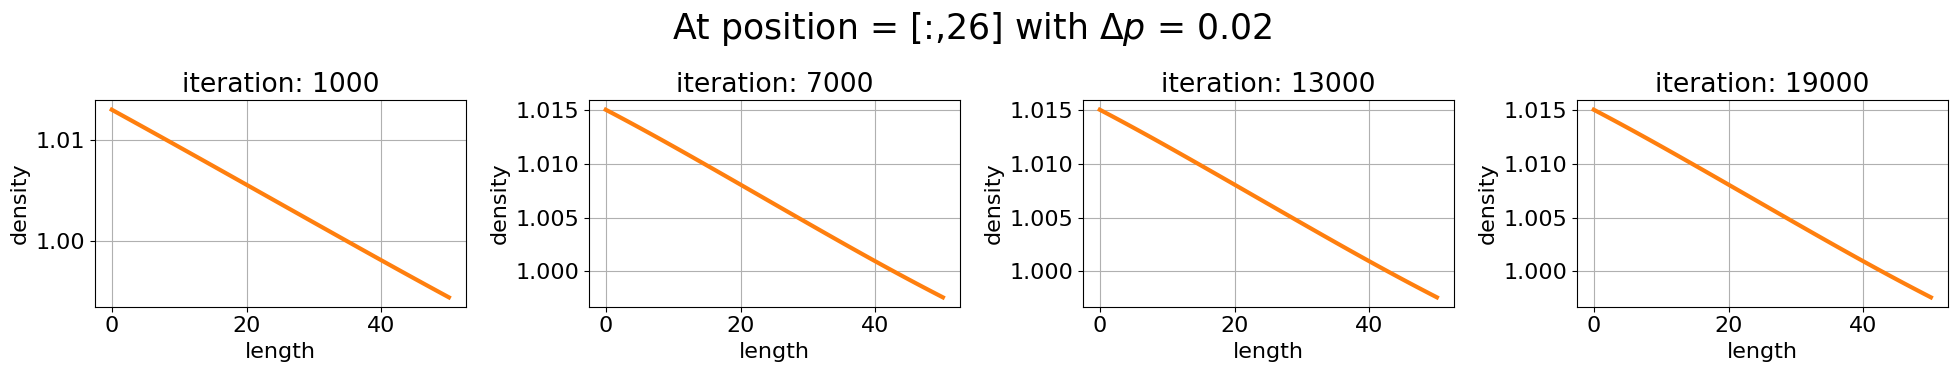 At position = [:,26] with Δp = 0.02
iteration: 1000
density
1.01
1.00
0 20 40
length
iteration: 7000
density
1.015
1.010
1.005
1.000
0 20 40
length
iteration: 13000
density
1.015
1.010
1.005
1.000
0 20 40
length
iteration: 19000
density
1.015
1.010
1.005
1.000
0 20 40
length